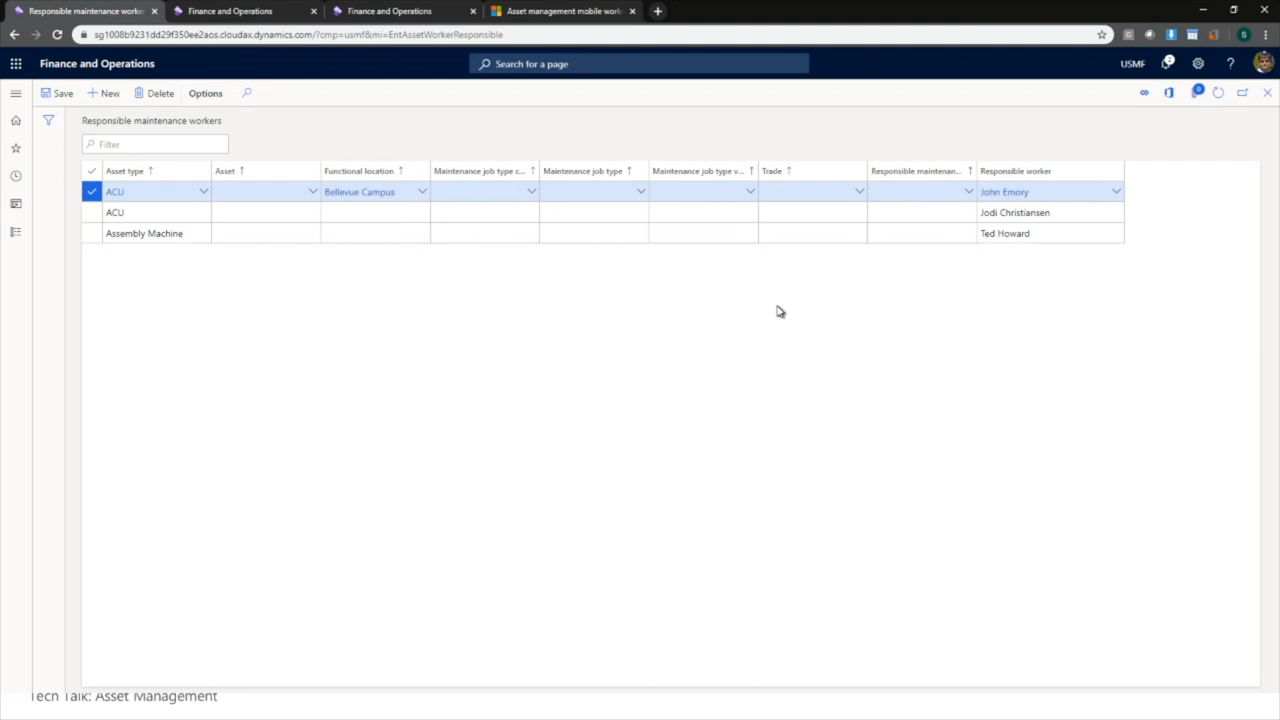 Responsible maintenance worke
Finance and Operations
Finance and Operations
Asset management mobile work
sg1008b9231dd29f350ee2aos.cloudax.dynamics.com/?cmp=usmf&mi=EntAssetWorkerResponsible
Finance and Operations
Search for a page
USMF
Save
New
Delete
Options
Responsible maintenance workers
Filter
Asset type Asset Functional location Maintenance job type c... Maintenance job type Maintenance job type v... Trade Responsible maintenan... Responsible worker
ACU Bellevue Campus John Emory
ACU Jodi Christiansen
Assembly Machine Ted Howard
Tech Talk: Asset Management